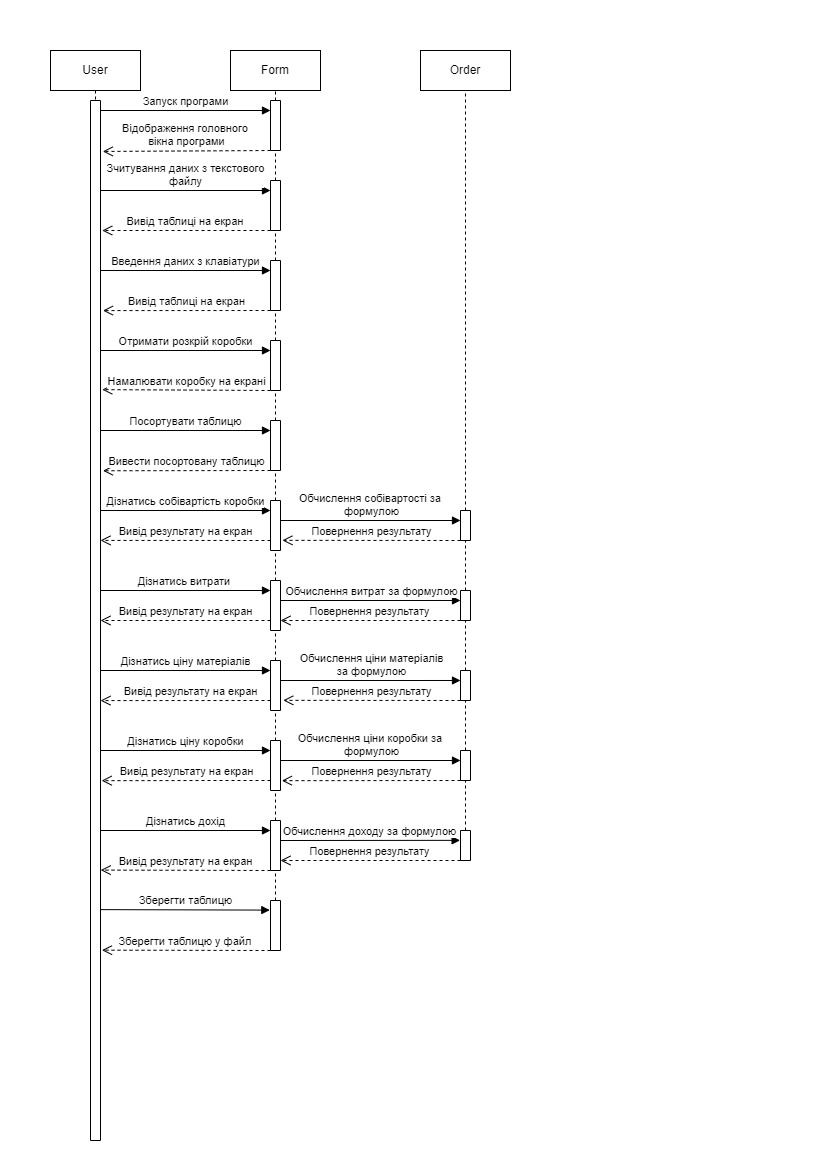 User
Form
Order
Запуск програми
Відображення головного
вікна програми
Зчитування даних з текстового
файлу
Вивід таблиці на екран
Введення даних з клавіатури
Вивід таблиці на екран
Отримати розкрій коробки
Намалювати коробку на екрані
Посортувати таблицю
Вивести посортовану таблицю
Дізнатись собівартість коробки
Обчислення собівартості за
формулою
Вивід результату на екран
Повернення результату
Дізнатись витрати
Обчислення витрат за формулою
Вивід результату на екран
Повернення результату
Дізнатись ціну матеріалів
Обчислення ціни матеріалів
за формулою
Вивід результату на екран
Повернення результату
Дізнатись ціну коробки
Обчислення ціни коробки за
формулою
Вивід результату на екран
Повернення результату
Дізнатись дохід
Обчислення доходу за формулою
Вивід результату на екран
Повернення результату
Зберегти таблицю
Зберегти таблицю у файл